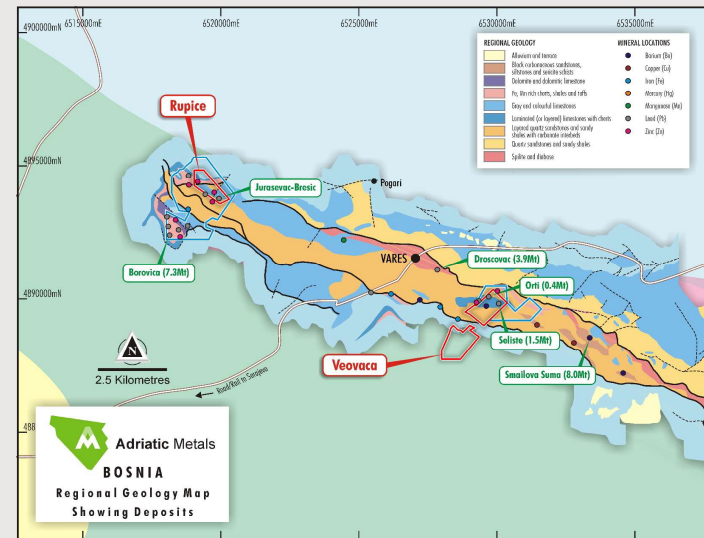 6515000mE
6520000mE
6525000mE
6530000mE
6535000mE
4900000mN
4895000mN
4890000mN
488
REGIONAL GEOLOGY
Alluvium and terrace
Black carbonaceous sandstones,
siltstones and sericite schists
Dolomite and dolomitic limestone
Fe, Mn rich cherts, shales and tuffs
Gray and colourful limestones
Laminated (or layered) limestones with cherts
Layered quartz sandstones and sandy
shales with carbonate interbeds
Quartz sandstones and sandy shales
Spilite and diabase
MINERAL LOCATIONS
Barium (Ba)
Copper (Cu)
Iron (Fe)
Mercury (Hg)
Manganese (Mn)
Lead (Pb)
Zinc (Zn)
Rupice
Jurasevac-Bresic
Pogari
VARES
Droscovac (3.9Mt)
Borovica (7.3Mt)
Orti (0.4Mt)
Seliste (1.5Mt)
Veovaca
Smailova Suma (8.0Mt)
N
2.5 Kilometres
Road/Rail to Sarajevo
Adriatic Metals
BOSNIA
Regional Geology Map
Showing Deposits